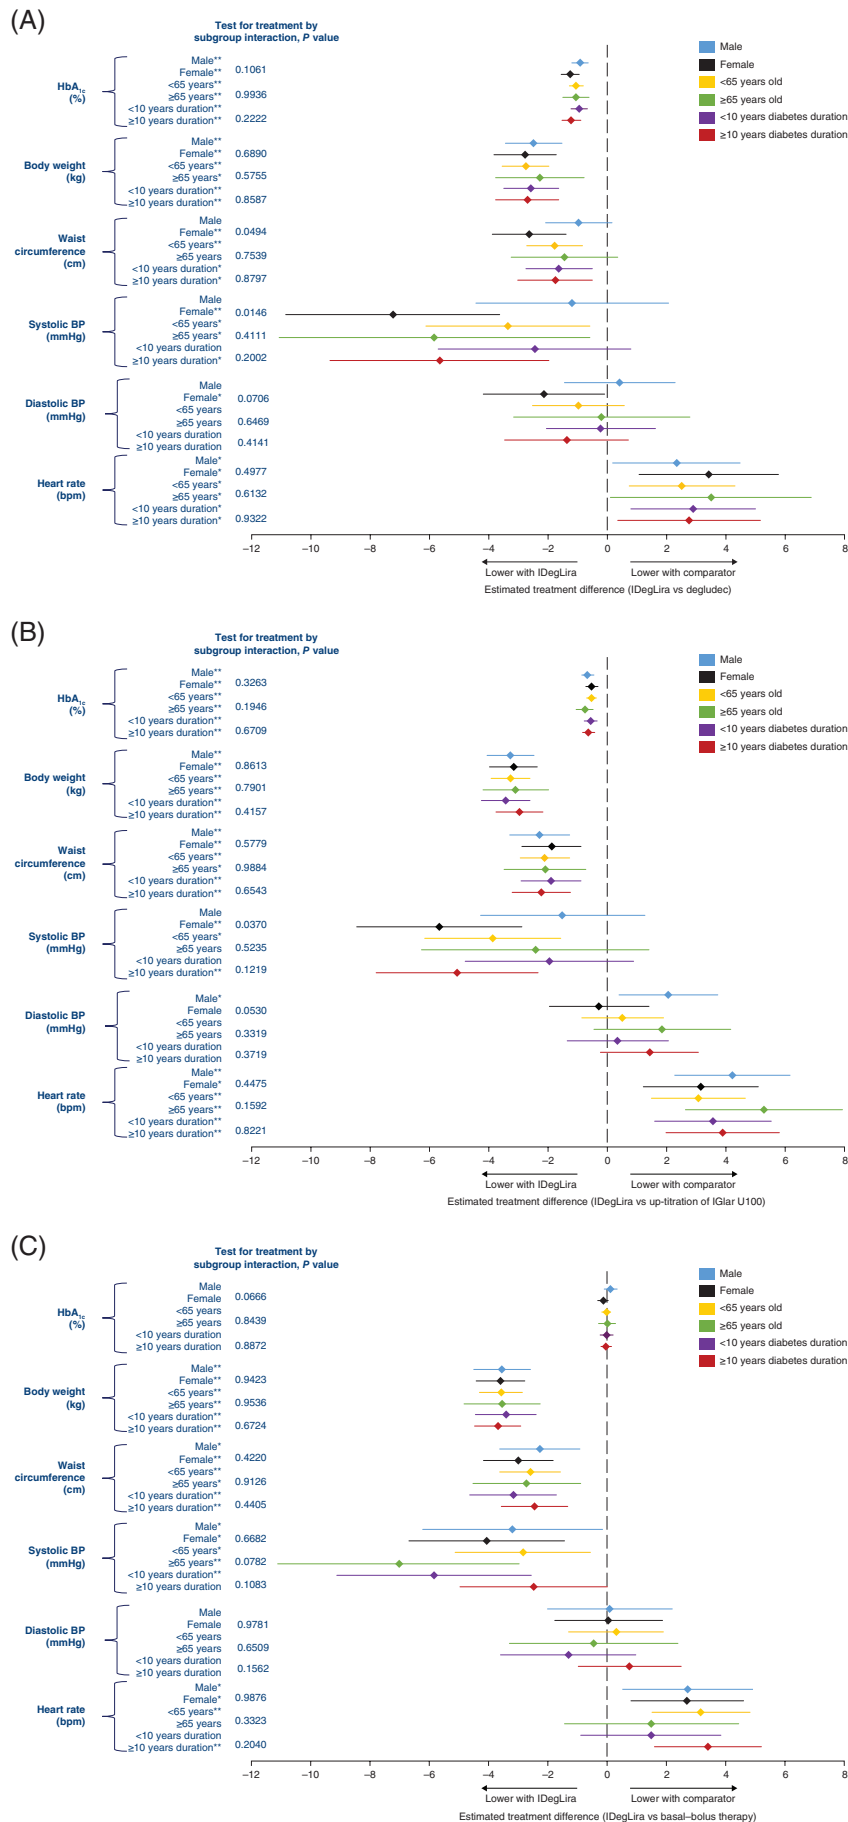 (A)
Test for treatment by
subgroup interaction, P value
HbA1c
(%)
Male**
Female**
0.1061
<65 years**
≥65 years**
0.9936
<10 years duration**
≥10 years duration**
0.2222
Body weight
(kg)
Male**
Female**
0.6890
<65 years**
≥65 years*
0.5755
<10 years duration**
≥10 years duration**
0.8587
Waist
circumference
(cm)
Male
Female**
0.0494
<65 years**
≥65 years
0.7539
<10 years duration*
≥10 years duration*
0.8797
Systolic BP
(mmHg)
Male
Female**
0.0146
<65 years*
≥65 years*
0.4111
<10 years duration
≥10 years duration*
0.2002
Diastolic BP
(mmHg)
Male
Female*
0.0706
<65 years
≥65 years
0.6469
<10 years duration
≥10 years duration
0.4141
Heart rate
(bpm)
Male*
Female*
0.4977
<65 years*
≥65 years*
0.6132
<10 years duration*
≥10 years duration*
0.9322
Male
Female
<65 years old
≥65 years old
<10 years diabetes duration
≥10 years diabetes duration
−12 −10 −8 −6 −4 −2 0 2 4 6 8
Lower with IDegLira Lower with comparator
Estimated treatment difference (IDegLira vs degludec)
(B)
Test for treatment by
subgroup interaction, P value
HbA1c
(%)
Male**
Female**
0.3263
<65 years**
≥65 years**
0.1946
<10 years duration**
≥10 years duration**
0.6709
Body weight
(kg)
Male**
Female**
0.8613
<65 years**
≥65 years**
0.7901
<10 years duration**
≥10 years duration**
0.4157
Waist
circumference
(cm)
Male**
Female**
0.5779
<65 years**
≥65 years*
0.9884
<10 years duration**
≥10 years duration**
0.6543
Systolic BP
(mmHg)
Male
Female**
0.0370
<65 years*
≥65 years
0.5235
<10 years duration
≥10 years duration**
0.1219
Diastolic BP
(mmHg)
Male*
Female
0.0530
<65 years
≥65 years
0.3319
<10 years duration
≥10 years duration
0.3719
Heart rate
(bpm)
Male**
Female*
0.4475
<65 years**
≥65 years**
0.1592
<10 years duration**
≥10 years duration**
0.8221
Male
Female
<65 years old
≥65 years old
<10 years diabetes duration
≥10 years diabetes duration
−12 −10 −8 −6 −4 −2 0 2 4 6 8
Lower with IDegLira Lower with comparator
Estimated treatment difference (IDegLira vs up-titration of IGlar U100)
(C)
Test for treatment by
subgroup interaction, P value
HbA1c
(%)
Male
Female
0.0666
<65 years
≥65 years
0.8439
<10 years duration
≥10 years duration
0.8872
Body weight
(kg)
Male**
Female**
0.9423
<65 years**
≥65 years**
0.9536
<10 years duration**
≥10 years duration**
0.6724
Waist
circumference
(cm)
Male*
Female**
0.4220
<65 years**
≥65 years*
0.9126
<10 years duration**
≥10 years duration**
0.4405
Systolic BP
(mmHg)
Male*
Female*
0.6682
<65 years*
≥65 years**
0.0782
<10 years duration**
≥10 years duration
0.1083
Diastolic BP
(mmHg)
Male
Female
0.9781
<65 years
≥65 years
0.6509
<10 years duration
≥10 years duration
0.1562
Heart rate
(bpm)
Male*
Female*
0.9876
<65 years**
≥65 years
0.3323
<10 years duration
≥10 years duration**
0.2040
Male
Female
<65 years old
≥65 years old
<10 years diabetes duration
≥10 years diabetes duration
−12 −10 −8 −6 −4 −2 0 2 4 6 8
Lower with IDegLira Lower with comparator
Estimated treatment difference (IDegLira vs basal–bolus therapy)